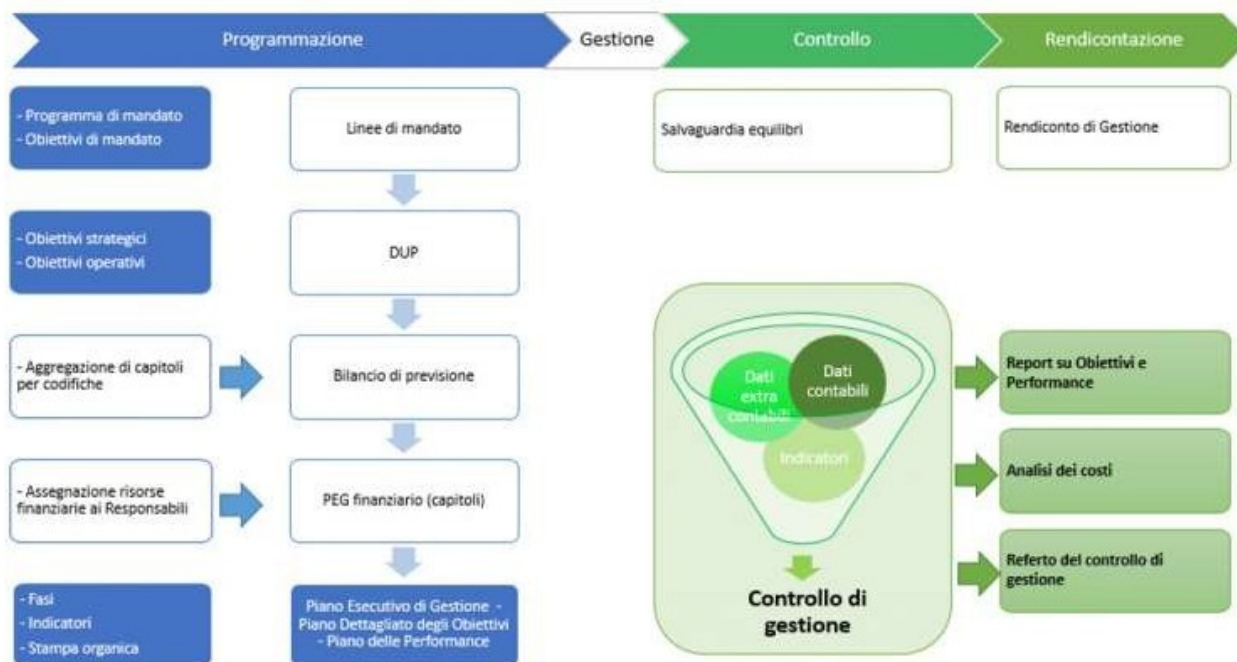 Programmazione
Gestione
Controllo
Rendicontazione
- Programma di mandato
- Obiettivi di mandato
Linee di mandato
Salvaguardia equilibri
Rendiconto di Gestione
- Obiettivi strategici
- Obiettivi operativi
DUP
- Aggregazione di capitoli
per codifiche
Bilancio di previsione
- Assegnazione risorse
finanziarie ai Responsabili
PEG finanziario (capitoli)
- Fasi
- Indicatori
- Stampa organica
Piano Esecutivo di Gestione -
Piano Dettagliato degli Obiettivi
- Piano delle Performance
Dati
extra
contabili
Dati
contabili
Indicatori
Controllo di
gestione
Report su Obiettivi e
Performance
Analisi dei costi
Referto del controllo di
gestione